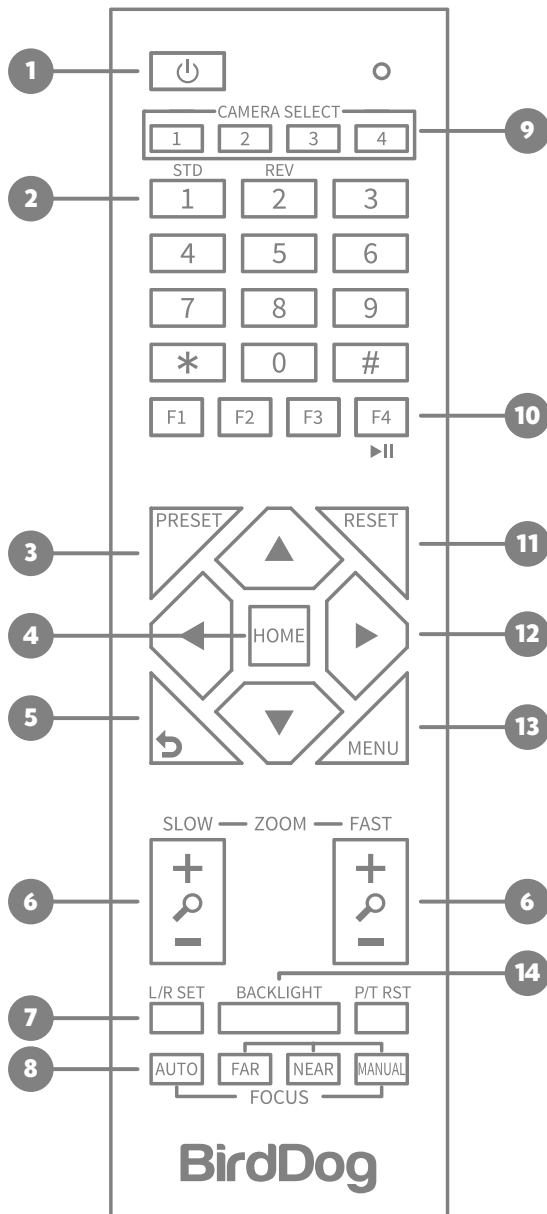 1
CAMERA SELECT
9
1 2 3 4
STD REV
2
1 2 3
4 5 6
7 8 9
* 0 #
F1 F2 F3 F4
10
PRESET RESET
3
11
4
HOME
12
5
MENU
13
SLOW ZOOM FAST
+ +
6
6
− −
14
L/R SET BACKLIGHT P/T RST
7
8
AUTO FAR NEAR MANUAL
FOCUS
BirdDog